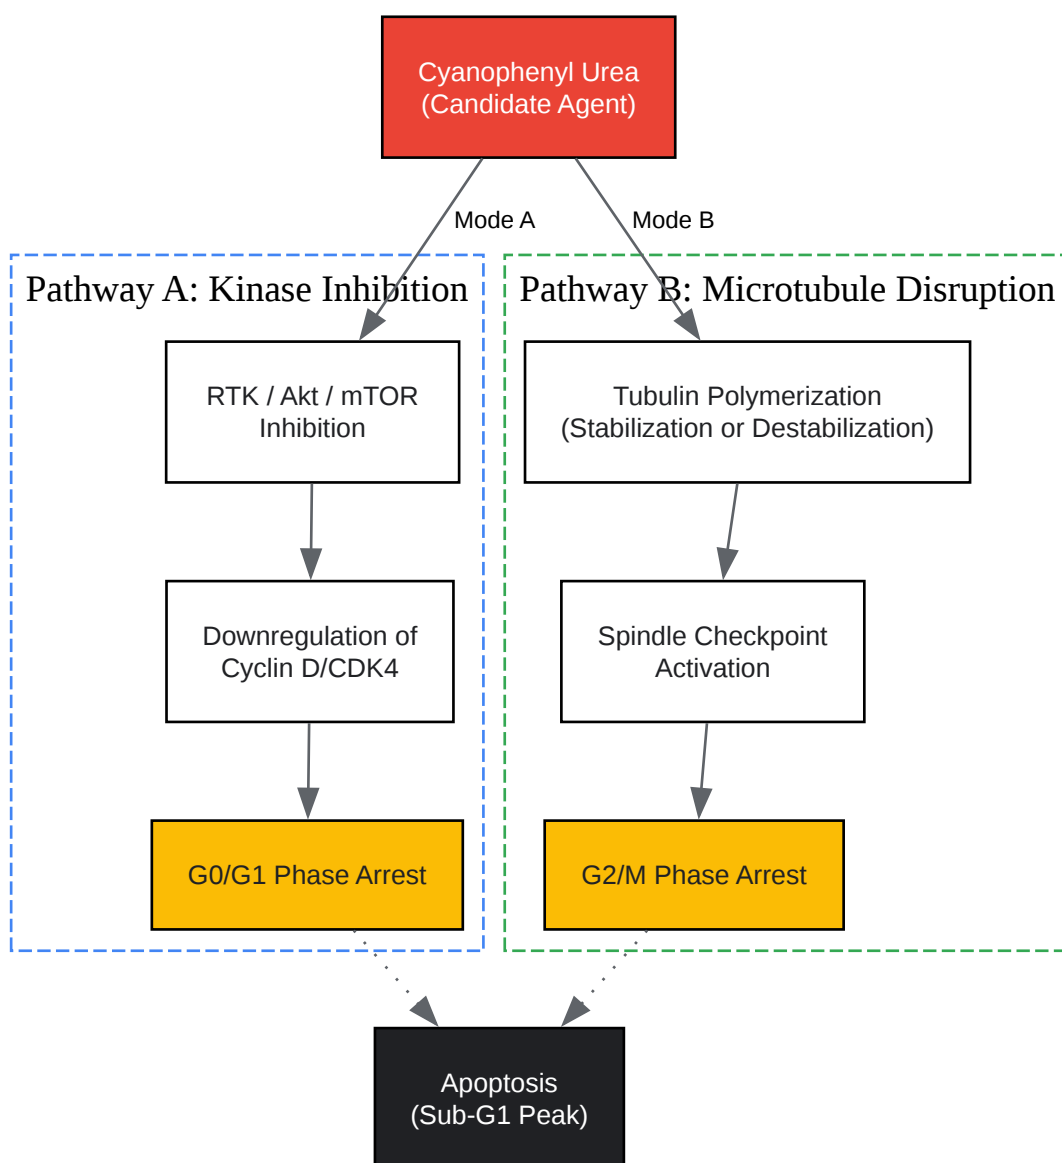 Cyanophenyl Urea
(Candidate Agent)
Mode A
Mode B
Pathway A: Kinase Inhibition
Pathway B: Microtubule Disruption
RTK / Akt / mTOR
Inhibition
Tubulin Polymerization
(Stabilization or Destabilization)
Downregulation of
Cyclin D/CDK4
Spindle Checkpoint
Activation
G0/G1 Phase Arrest
G2/M Phase Arrest
Apoptosis
(Sub-G1 Peak)